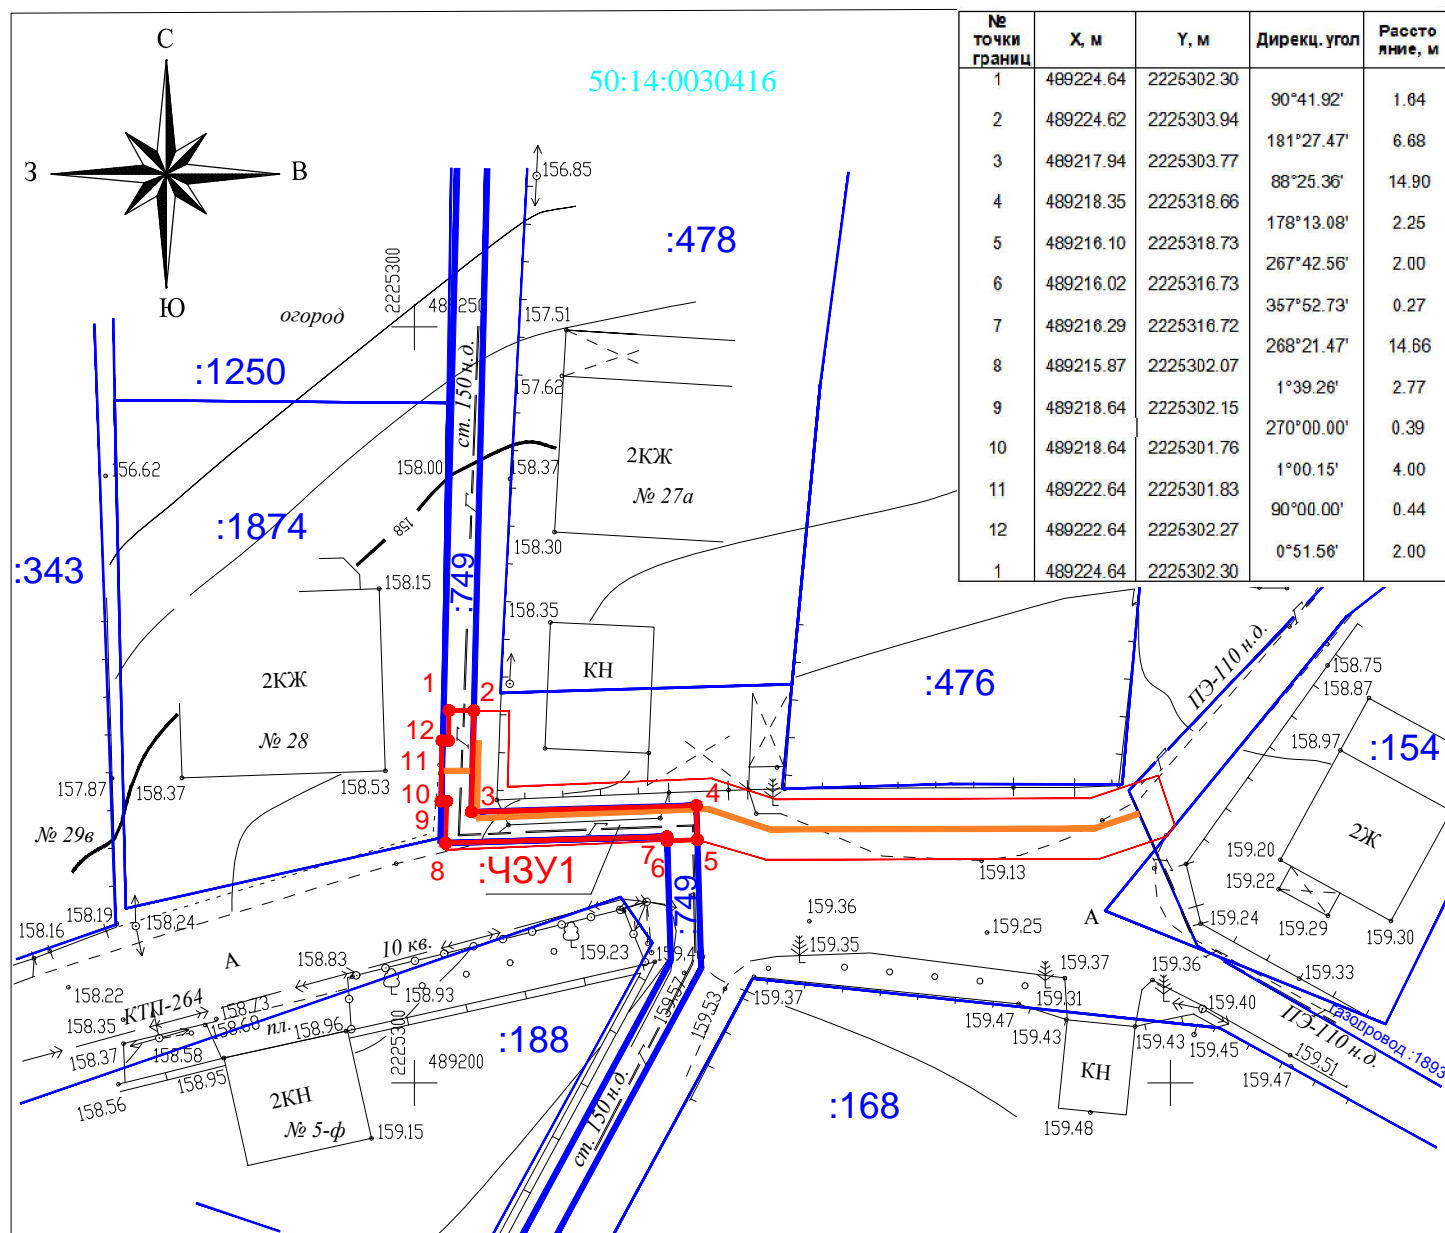 С
З
В
Ю
50:14:0030416
№ точки границ X, м Y, м Дирекц. угол Рассто яние, м
1 489224.64 2225302.30
90°41.92' 1.64
2 489224.62 2225303.94
181°27.47' 6.68
3 489217.94 2225303.77
88°25.36' 14.90
4 489218.35 2225318.66
178°13.08' 2.25
5 489216.10 2225318.73
267°42.56' 2.00
6 489216.02 2225316.73
357°52.73' 0.27
7 489216.29 2225316.72
268°21.47' 14.66
8 489215.87 2225302.07
1°39.26' 2.77
9 489218.64 2225302.15
270°00.00' 0.39
10 489218.64 2225301.76
1°00.15' 4.00
11 489222.64 2225301.83
90°00.00' 0.44
12 489222.64 2225302.27
0°51.56' 2.00
1 489224.64 2225302.30
156.85
:478
2225300
489250
огород
157.51
ст. 150 н.д.
:1250
157.62
2КЖ
№ 27а
158.00
158.37
156.62
158
:1874
158.30
:343
:749
158.15
158.35
КН
2КЖ
№ 28
:476
ПЭ-110 н.д.
158.75
158.87
158.97
:154
1
2
12
11
10
3
4
9
8
7
6
5
:ЧЗУ1
157.87
158.37
158.53
№ 29в
2Ж
159.20
159.22
159.24
159.29
159.30
159.13
158.19
158.16
158.24
:749
159.36
159.25
А
159.35
10 кв.
159.23
159.4
А
158.83
158.93
159.57
159.53
159.37
159.37
159.36
159.33
158.22
КТП-264
158.73
158.68
пл.
158.35
158.37
158.58
158.96
158.95
158.56
2225300
489200
:188
159.31
159.47
159.43
159.43
159.40
159.45
159.47
159.51
ПЭ-110 н.д.
газопровод :1893
2КН
№ 5-ф
159.15
ст. 150 н.д.
:168
КН
159.48